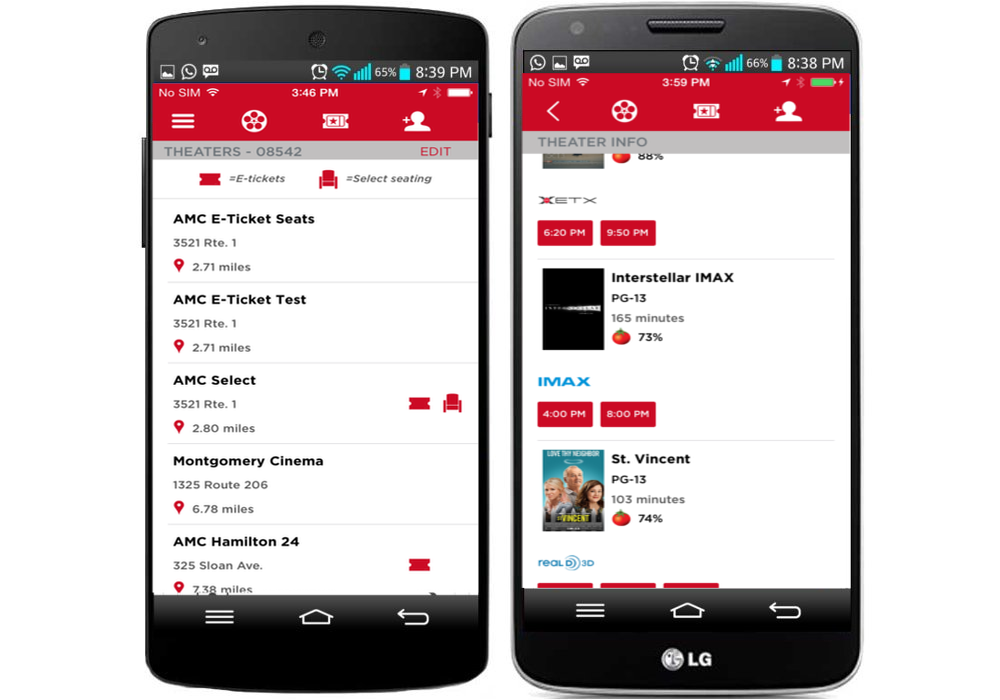 65% 8:39 PM
No SIM 3:46 PM
THEATERS - 08542 EDIT
=E-tickets =Select seating
AMC E-Ticket Seats
3521 Rte. 1
2.71 miles
AMC E-Ticket Test
3521 Rte. 1
2.71 miles
AMC Select
3521 Rte. 1
2.80 miles
Montgomery Cinema
1325 Route 206
6.78 miles
AMC Hamilton 24
325 Sloan Ave.
7.38 miles
66% 8:38 PM
No SIM 3:59 PM
THEATER INFO
88%
XETX
6:20 PM 9:50 PM
Interstellar IMAX
PG-13
165 minutes
73%
IMAX
4:00 PM 8:00 PM
LOVE THY NEIGHBOR
ST. VINCENT
St. Vincent
PG-13
103 minutes
74%
REAL D 3D
LG